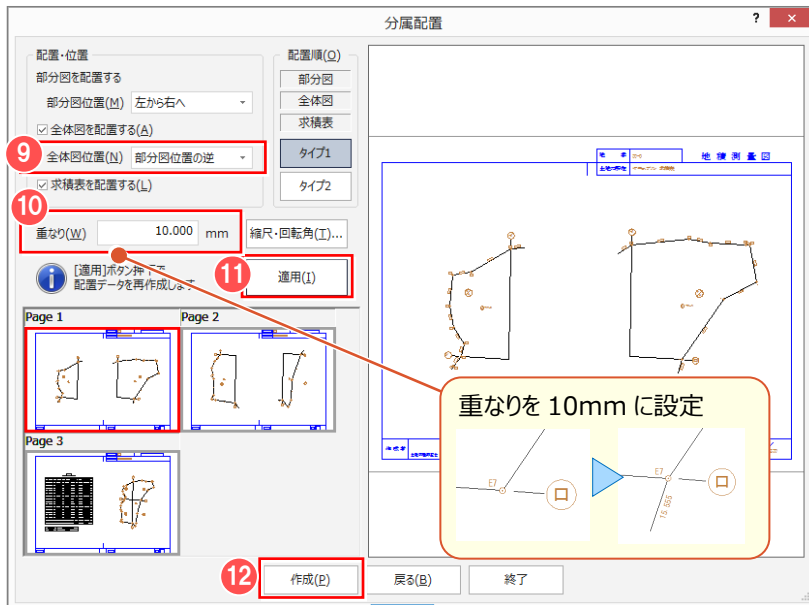 分属配置
?
配置・位置
部分図を配置する
部分図位置(M) 左から右へ
全体図を配置する(A)
9
全体図位置(N) 部分図位置の逆
求積表を配置する(L)
配置順(O)
部分図
全体図
求積表
タイプ1
タイプ2
10
重なり(W) 10.000 mm
縮尺・回転角(T)...
[適用]ボタン押下で
配置データを再作成します
11
適用(I)
Page 1
Page 2
Page 3
地積測量図
重なりを 10mm に設定
E7
ロ
E7
ロ
15.555
12
作成(P)
戻る(B)
終了